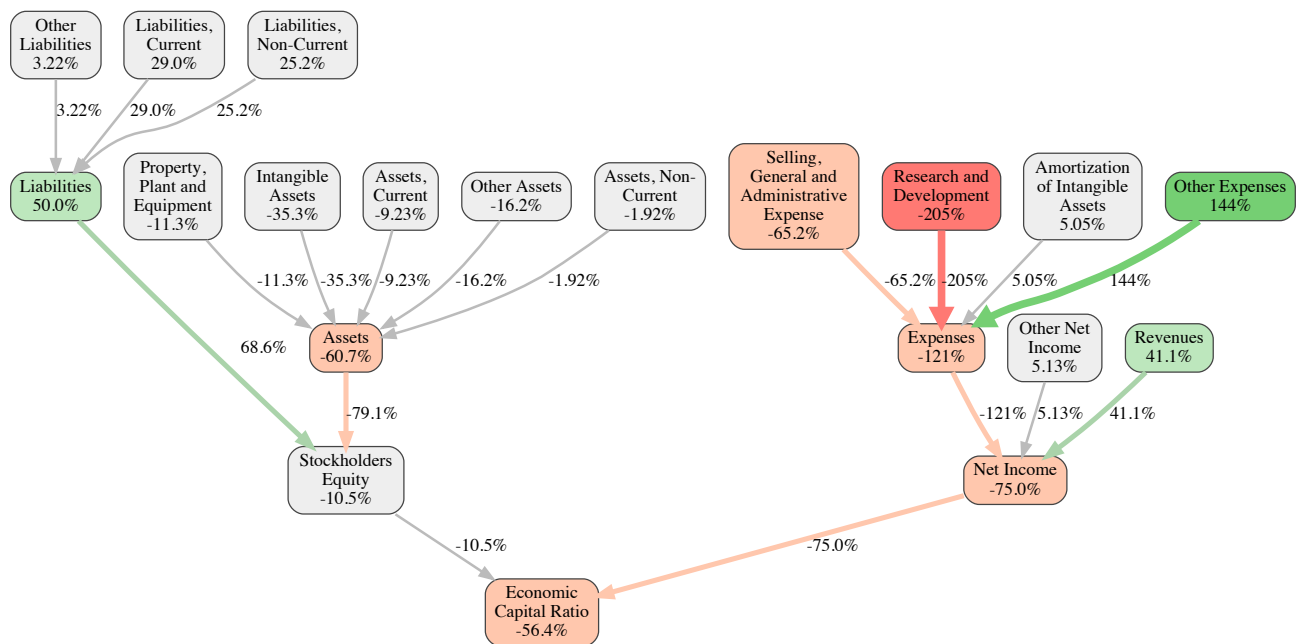 Other
Liabilities
3.22%
Liabilities,
Current
29.0%
Liabilities,
Non-Current
25.2%
3.22%
29.0%
25.2%
Liabilities
50.0%
Property,
Plant and
Equipment
-11.3%
Intangible
Assets
-35.3%
Assets,
Current
-9.23%
Other Assets
-16.2%
Assets, Non-
Current
-1.92%
Selling,
General and
Administrative
Expense
-65.2%
Research and
Development
-205%
Amortization
of Intangible
Assets
5.05%
Other Expenses
144%
-11.3%
-35.3%
-9.23%
-16.2%
-1.92%
-65.2%
-205%
5.05%
144%
68.6%
Assets
-60.7%
Expenses
-121%
Other Net
Income
5.13%
Revenues
41.1%
-79.1%
-121%
5.13%
41.1%
Stockholders
Equity
-10.5%
Net Income
-75.0%
-10.5%
-75.0%
Economic
Capital Ratio
-56.4%